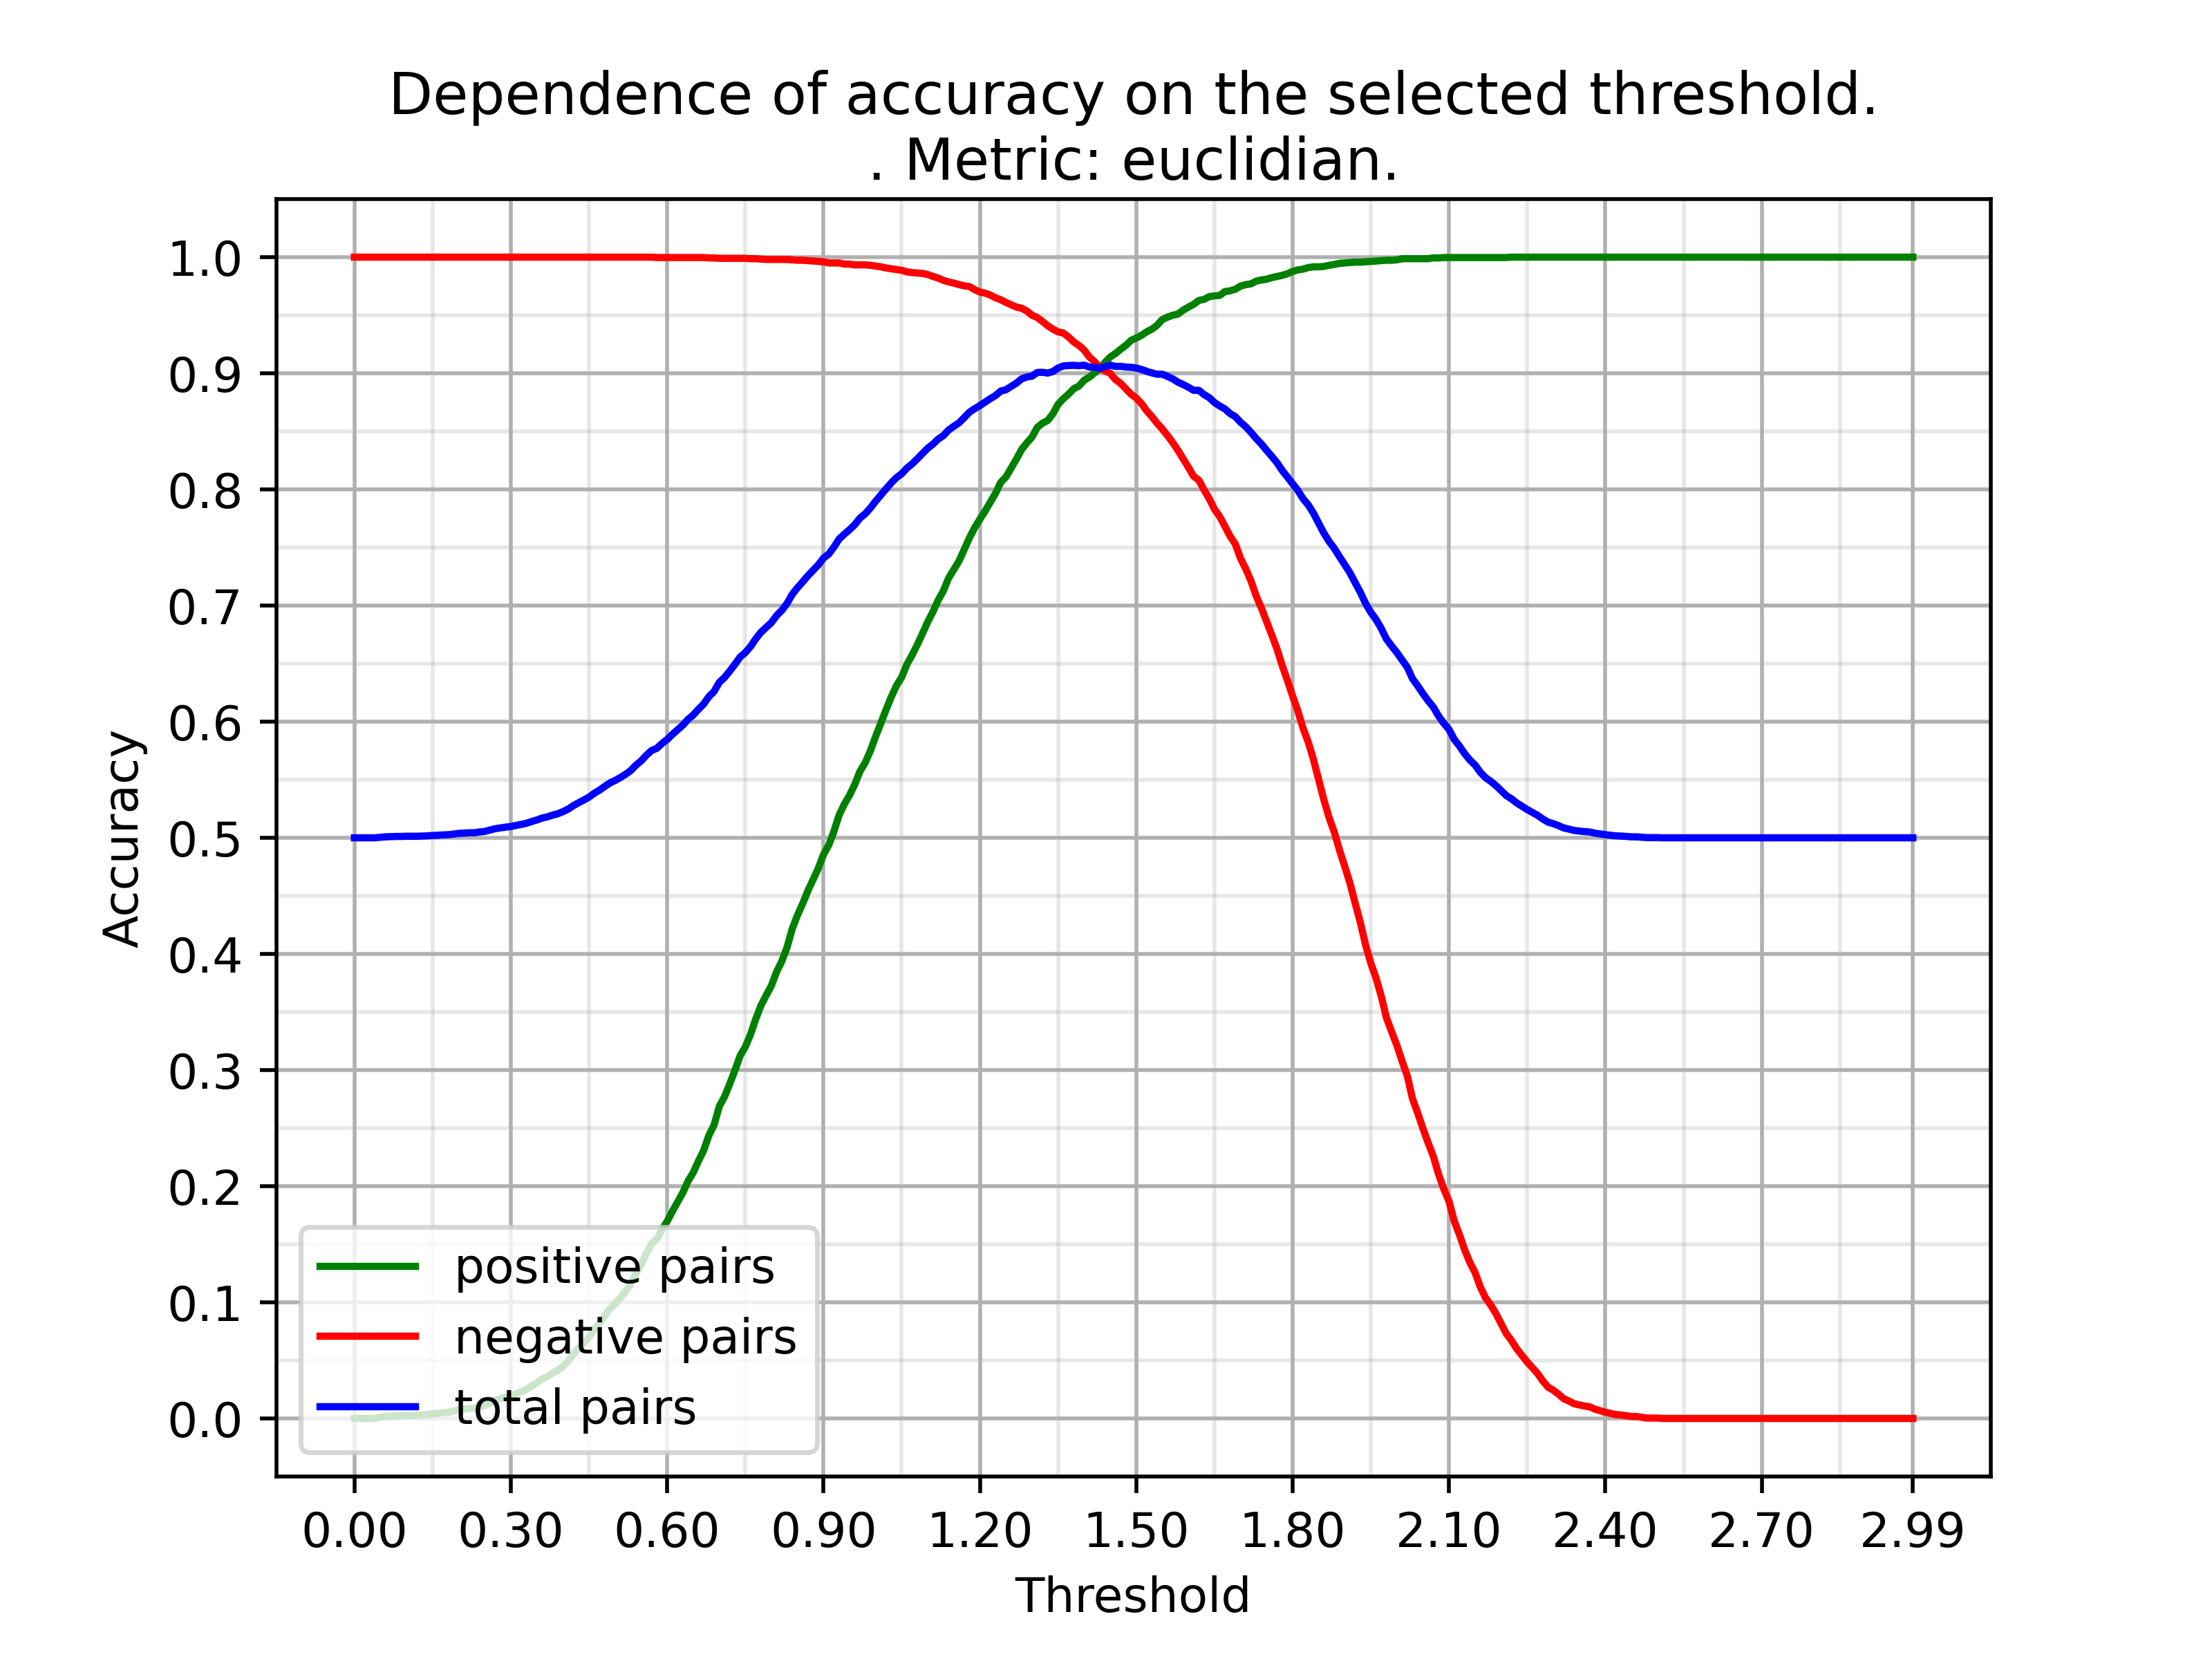 Dependence of accuracy on the selected threshold.
. Metric: euclidian.
1.0
0.9
0.8
0.7
0.6
0.5
0.4
0.3
0.2
0.1
0.0
Accuracy
positive pairs
negative pairs
total pairs
0.00 0.30 0.60 0.90 1.20 1.50 1.80 2.10 2.40 2.70 2.99
Threshold